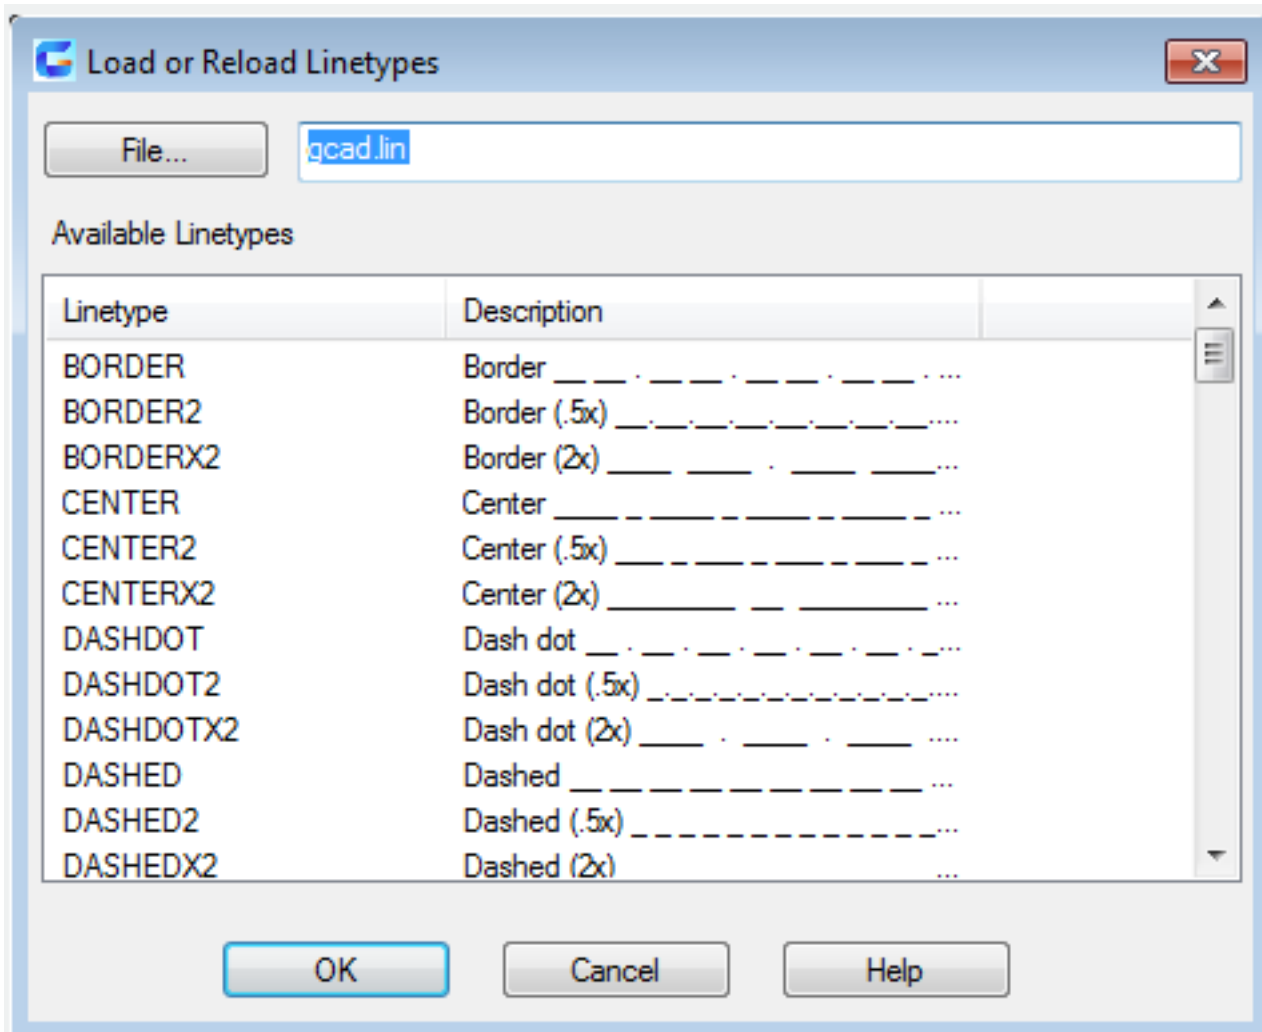 Load or Reload Linetypes
File... gcad.lin
Available Linetypes
Linetype Description
BORDER Border __ __ . __ __ . __ __ . __ __ . ...
BORDER2 Border (.5x) __.__.__.__.__.__.__.__....
BORDERX2 Border (2x) ____  ____  .  ____  ____...
CENTER Center ____ _ ____ _ ____ _ ____ _ ...
CENTER2 Center (.5x) ___ _ ___ _ ___ _ ___ _ ...
CENTERX2 Center (2x) ________  __  ________ ...
DASHDOT Dash dot __ . __ . __ . __ . __ . __ . _...
DASHDOT2 Dash dot (.5x) _._._._._._._._._._._._....
DASHDOTX2 Dash dot (2x) ____  .  ____  .  ____  ....
DASHED Dashed __ __ __ __ __ __ __ __ __ ...
DASHED2 Dashed (.5x) _ _ _ _ _ _ _ _ _ _ _ _ _...
DASHEDX2 Dashed (2x) ...
OK Cancel Help